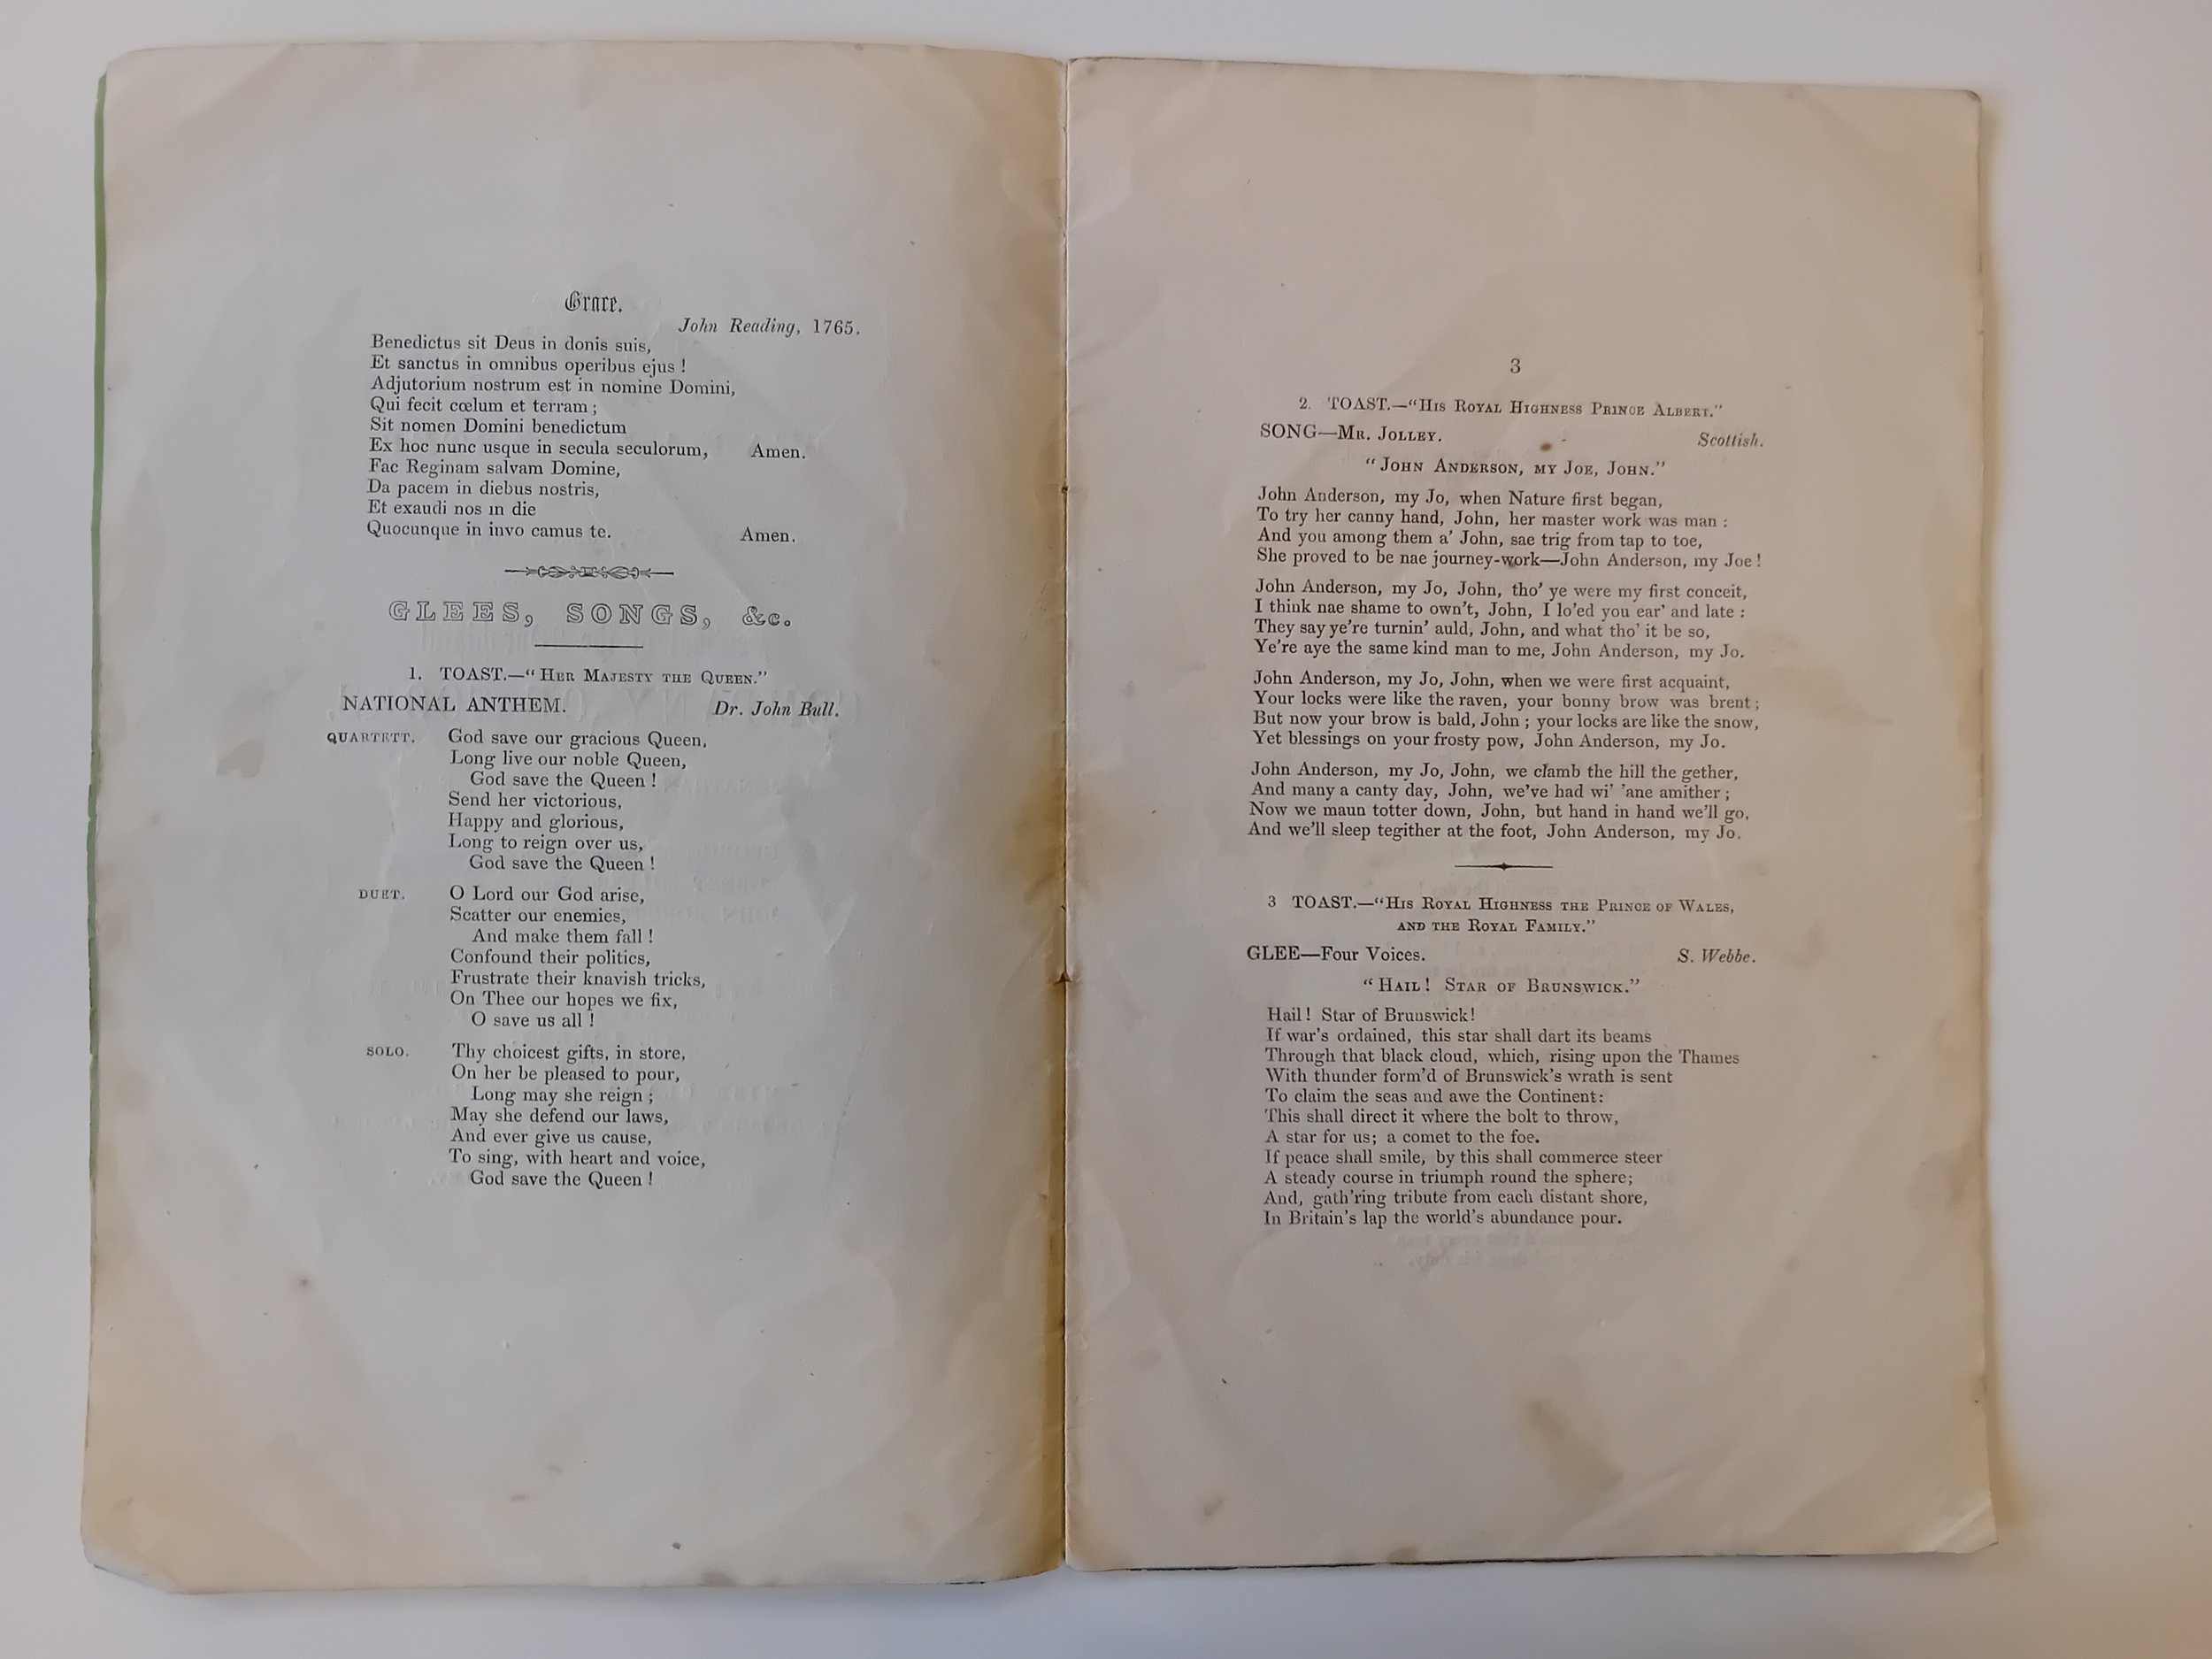 Grace.
John Reading, 1765.
Benedictus sit Deus in donis suis,
Et sanctus in omnibus operibus ejus !
Adjutorium nostrum est in nomine Domini,
Qui fecit cœlum et terram ;
Sit nomen Domini benedictum
Ex hoc nunc usque in secula seculorum, Amen.
Fac Reginam salvam Domine,
Da pacem in diebus nostris,
Et exaudi nos in die
Quocunque in invo camus te. Amen.
GLEES, SONGS, &c.
1. TOAST.—“ Her Majesty the Queen.”
NATIONAL ANTHEM. Dr. John Bull.
QUARTETT. God save our gracious Queen,
Long live our noble Queen,
God save the Queen !
Send her victorious,
Happy and glorious,
Long to reign over us,
God save the Queen !
DUET. O Lord our God arise,
Scatter our enemies,
And make them fall !
Confound their politics,
Frustrate their knavish tricks,
On Thee our hopes we fix,
O save us all !
SOLO. Thy choicest gifts, in store,
On her be pleased to pour,
Long may she reign ;
May she defend our laws,
And ever give us cause,
To sing, with heart and voice,
God save the Queen !
3
2. TOAST.—“His Royal Highness Prince Albert.”
SONG—Mr. Jolley. Scottish.
“ John Anderson, my Joe, John.”
John Anderson, my Jo, when Nature first began,
To try her canny hand, John, her master work was man :
And you among them a’ John, sae trig from tap to toe,
She proved to be nae journey-work—John Anderson, my Joe !
John Anderson, my Jo, John, tho’ ye were my first conceit,
I think nae shame to own’t, John, I lo’ed you ear’ and late :
They say ye’re turnin’ auld, John, and what tho’ it be so,
Ye’re aye the same kind man to me, John Anderson, my Jo.
John Anderson, my Jo, John, when we were first acquaint,
Your locks were like the raven, your bonny brow was brent ;
But now your brow is bald, John ; your locks are like the snow,
Yet blessings on your frosty pow, John Anderson, my Jo.
John Anderson, my Jo, John, we clamb the hill the gether,
And many a canty day, John, we’ve had wi’ ’ane amither ;
Now we maun totter down, John, but hand in hand we’ll go,
And we’ll sleep tegither at the foot, John Anderson, my Jo.
3 TOAST.—“His Royal Highness the Prince of Wales,
and the Royal Family.”
GLEE—Four Voices. S. Webbe.
“ Hail ! Star of Brunswick.”
Hail ! Star of Brunswick !
If war’s ordained, this star shall dart its beams
Through that black cloud, which, rising upon the Thames
With thunder form’d of Brunswick’s wrath is sent
To claim the seas and awe the Continent:
This shall direct it where the bolt to throw,
A star for us; a comet to the foe.
If peace shall smile, by this shall commerce steer
A steady course in triumph round the sphere;
And, gath’ring tribute from each distant shore,
In Britain’s lap the world’s abundance pour.